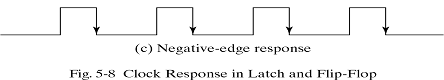 (c) Negative-edge response
Fig. 5-8 Clock Response in Latch and Flip-Flop